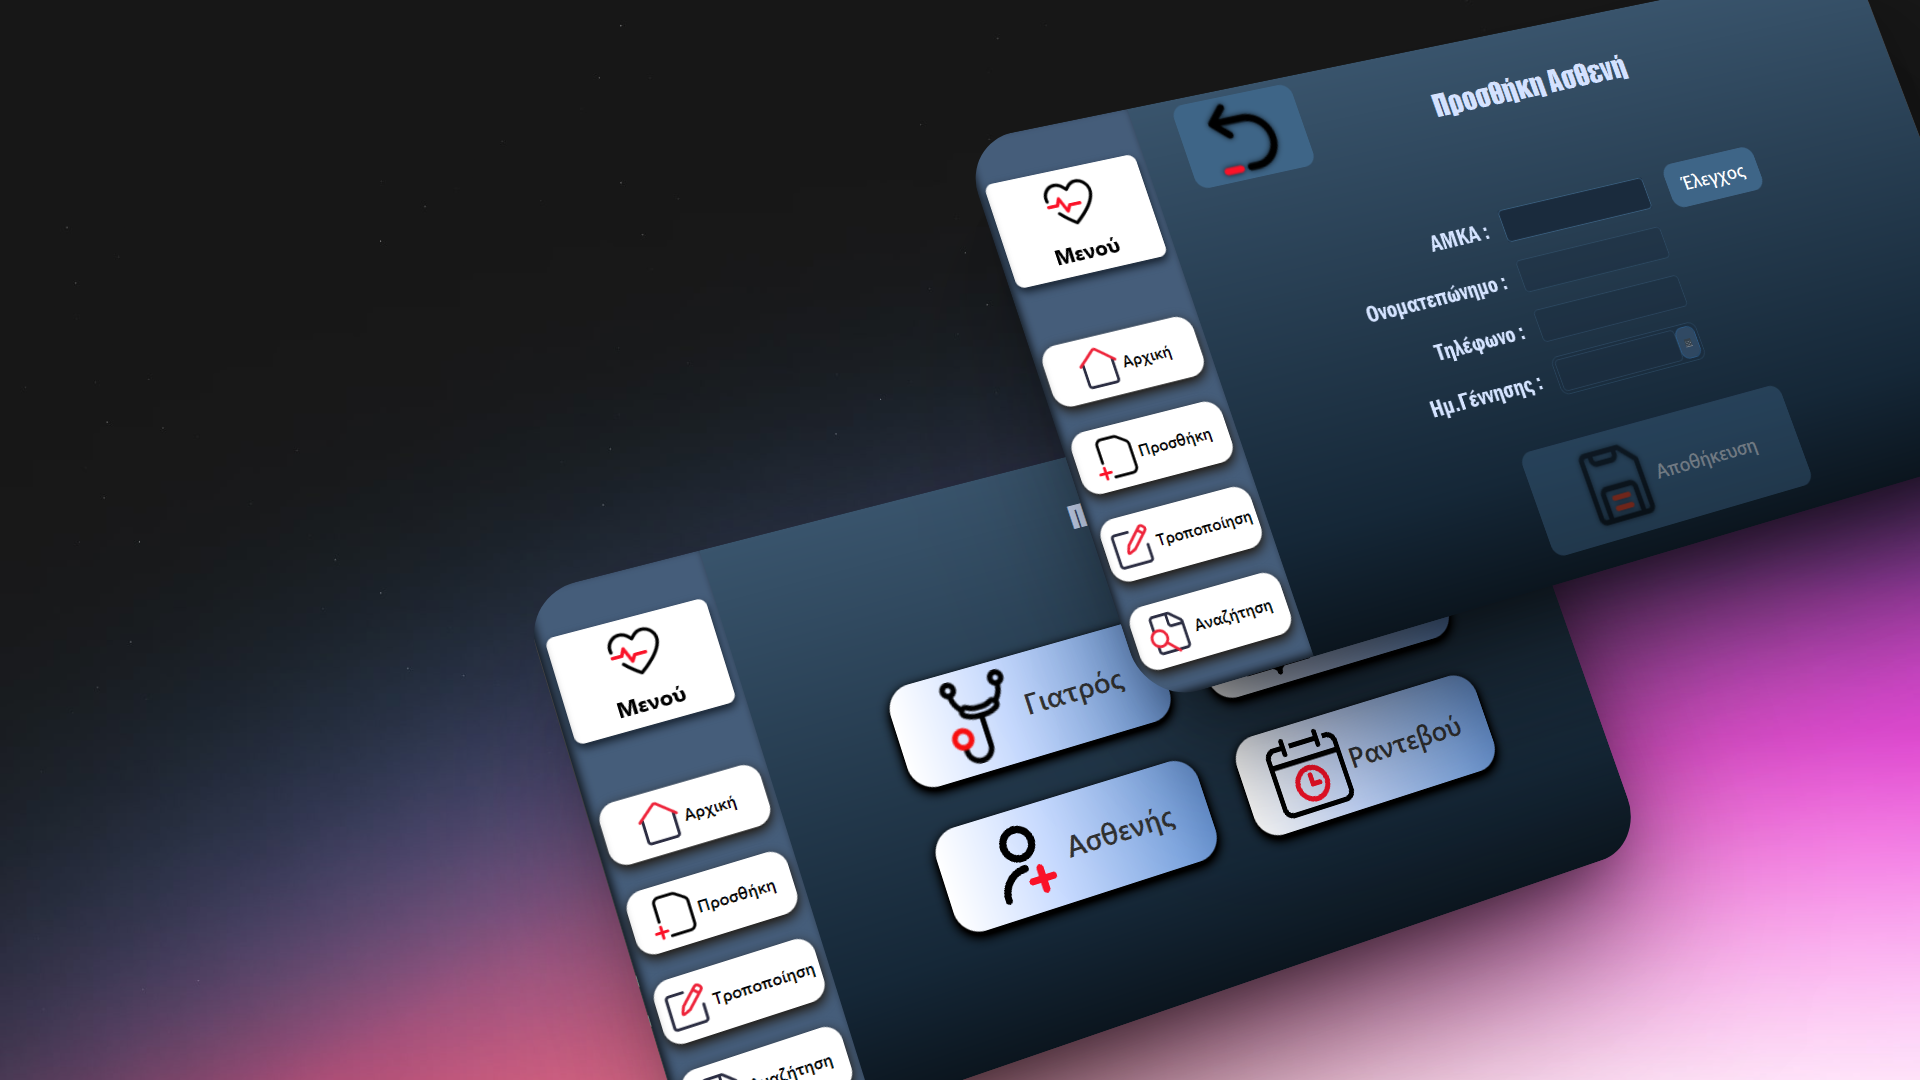 Προσθήκη Ασθενή
Μενού
Αρχική
Προσθήκη
Τροποποίηση
Αναζήτηση
ΑΜΚΑ :
Έλεγχος
Ονοματεπώνημο :
Τηλέφωνο :
Ημ.Γέννησης :
Αποθήκευση
Π
Μενού
Αρχική
Προσθήκη
Τροποποίηση
Αναζήτηση
Γιατρός
Ασθενής
Ραντεβού